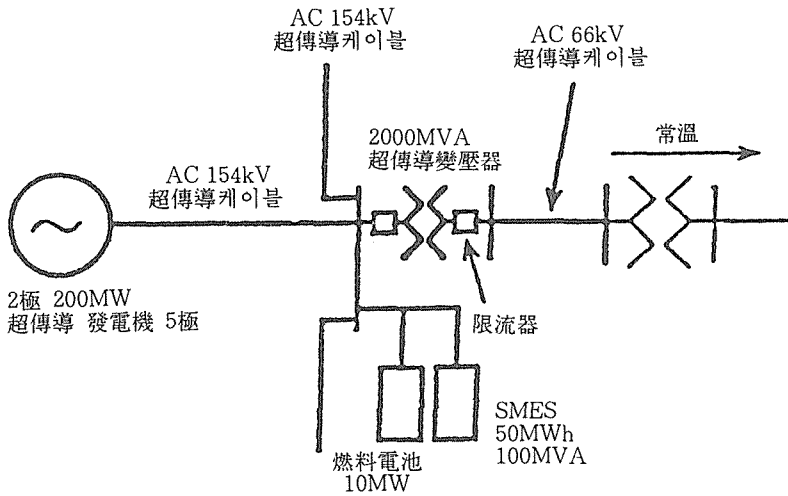 AC 154kV
超傳導케이블
AC 66kV
超傳導케이블
2000MVA
超傳導變壓器
常溫
AC 154kV
超傳導케이블
2極 200MW
超傳導 發電機 5極
限流器
SMES
50MWh
100MVA
燃料電池
10MW